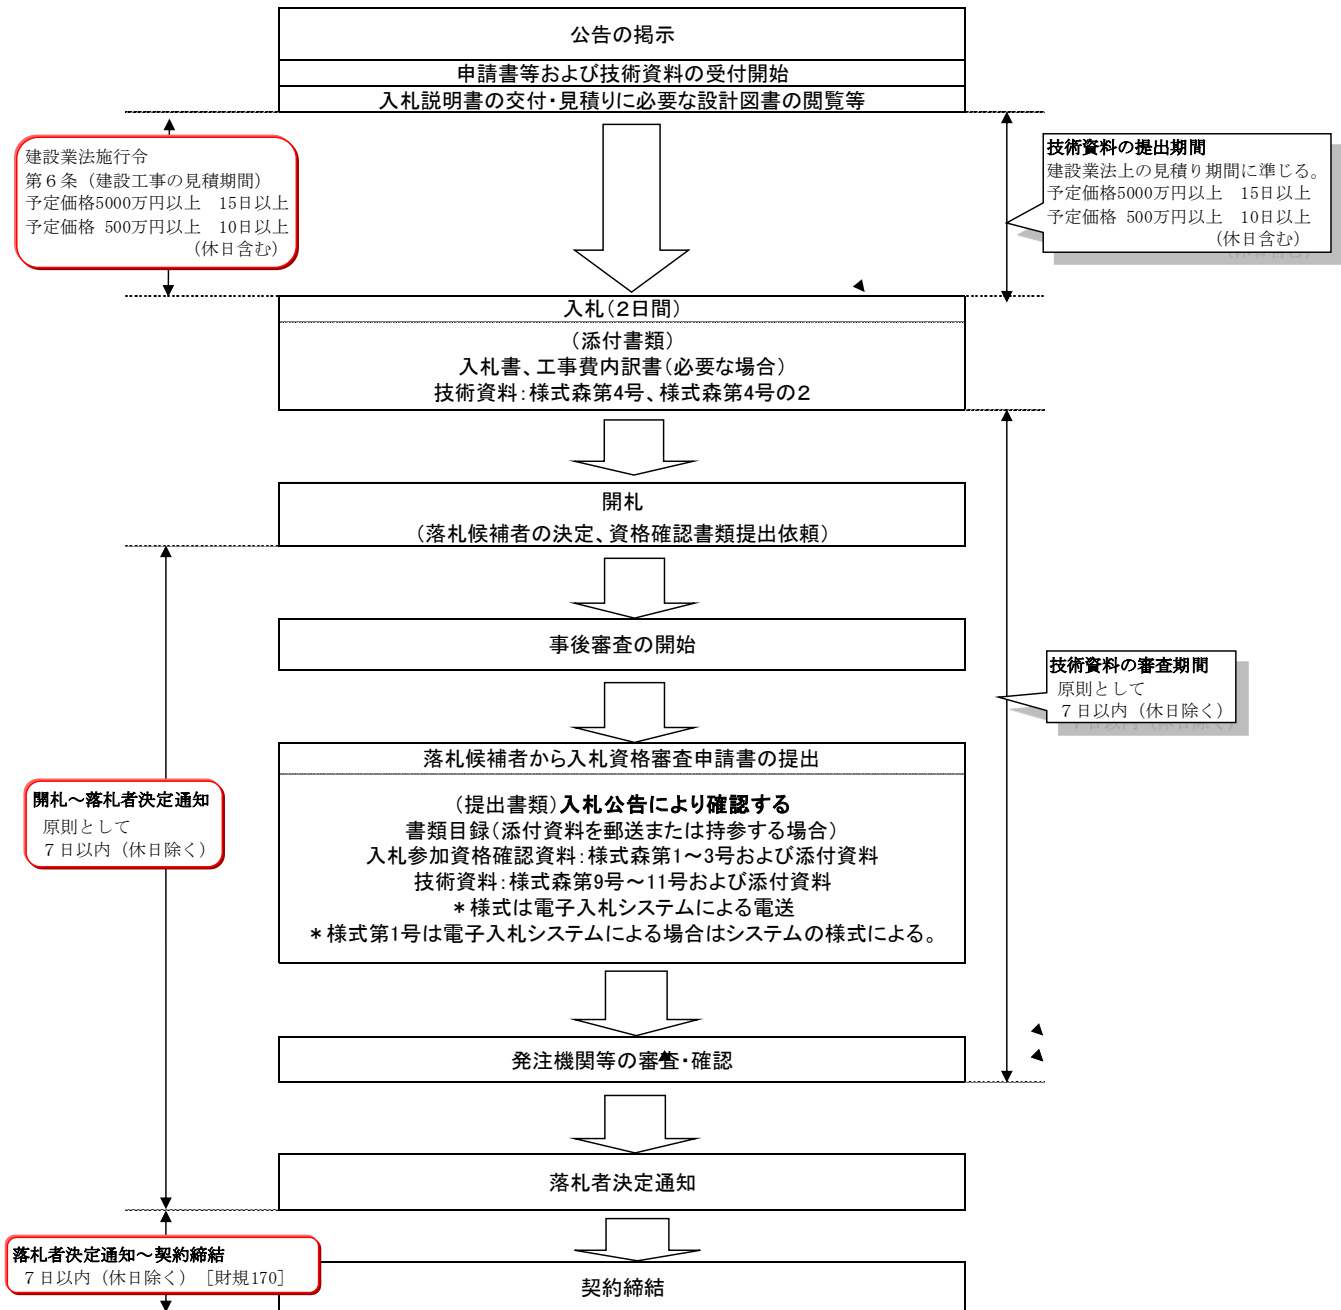 公告の掲示
申請書等および技術資料の受付開始
入札説明書の交付・見積りに必要な設計図書の閲覧等
建設業法施行令
第６条（建設工事の見積期間）
予定価格5000万円以上　15日以上
予定価格 500万円以上　10日以上
（休日含む）
技術資料の提出期間
建設業法上の見積り期間に準じる。
予定価格5000万円以上　15日以上
予定価格 500万円以上　10日以上
（休日含む）
入札（２日間）
（添付書類）
入札書、工事費内訳書（必要な場合）
技術資料：様式森第4号、様式森第4号の２
開札
（落札候補者の決定、資格確認書類提出依頼）
事後審査の開始
技術資料の審査期間
原則として
７日以内（休日除く）
落札候補者から入札資格審査申請書の提出
（提出書類）入札公告により確認する
書類目録（添付資料を郵送または持参する場合）
入札参加資格確認資料：様式森第1～3号および添付資料
技術資料：様式森第9号～11号および添付資料
＊様式は電子入札システムによる電送
＊様式第1号は電子入札システムによる場合はシステムの様式による。
開札～落札者決定通知
原則として
７日以内（休日除く）
発注機関等の審査・確認
落札者決定通知
落札者決定通知～契約締結
７日以内（休日除く）［財規170］
契約締結